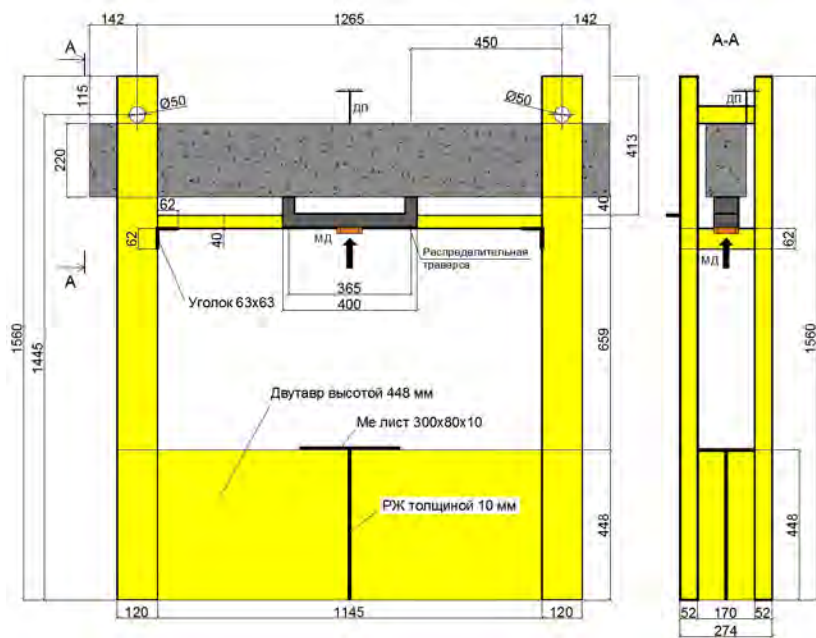 142
1265
142
450
A
А-А
115
Ø50
Ø50
ДП
ДП
413
220
40
62
62
40
МД
Распределительная
траверса
МД
62
А
365
400
Уголок 63х63
1560
1445
659
1560
Двутавр высотой 448 мм
Ме лист 300х80х10
РЖ толщиной 10 мм
448
448
120
1145
120
52
170
52
274